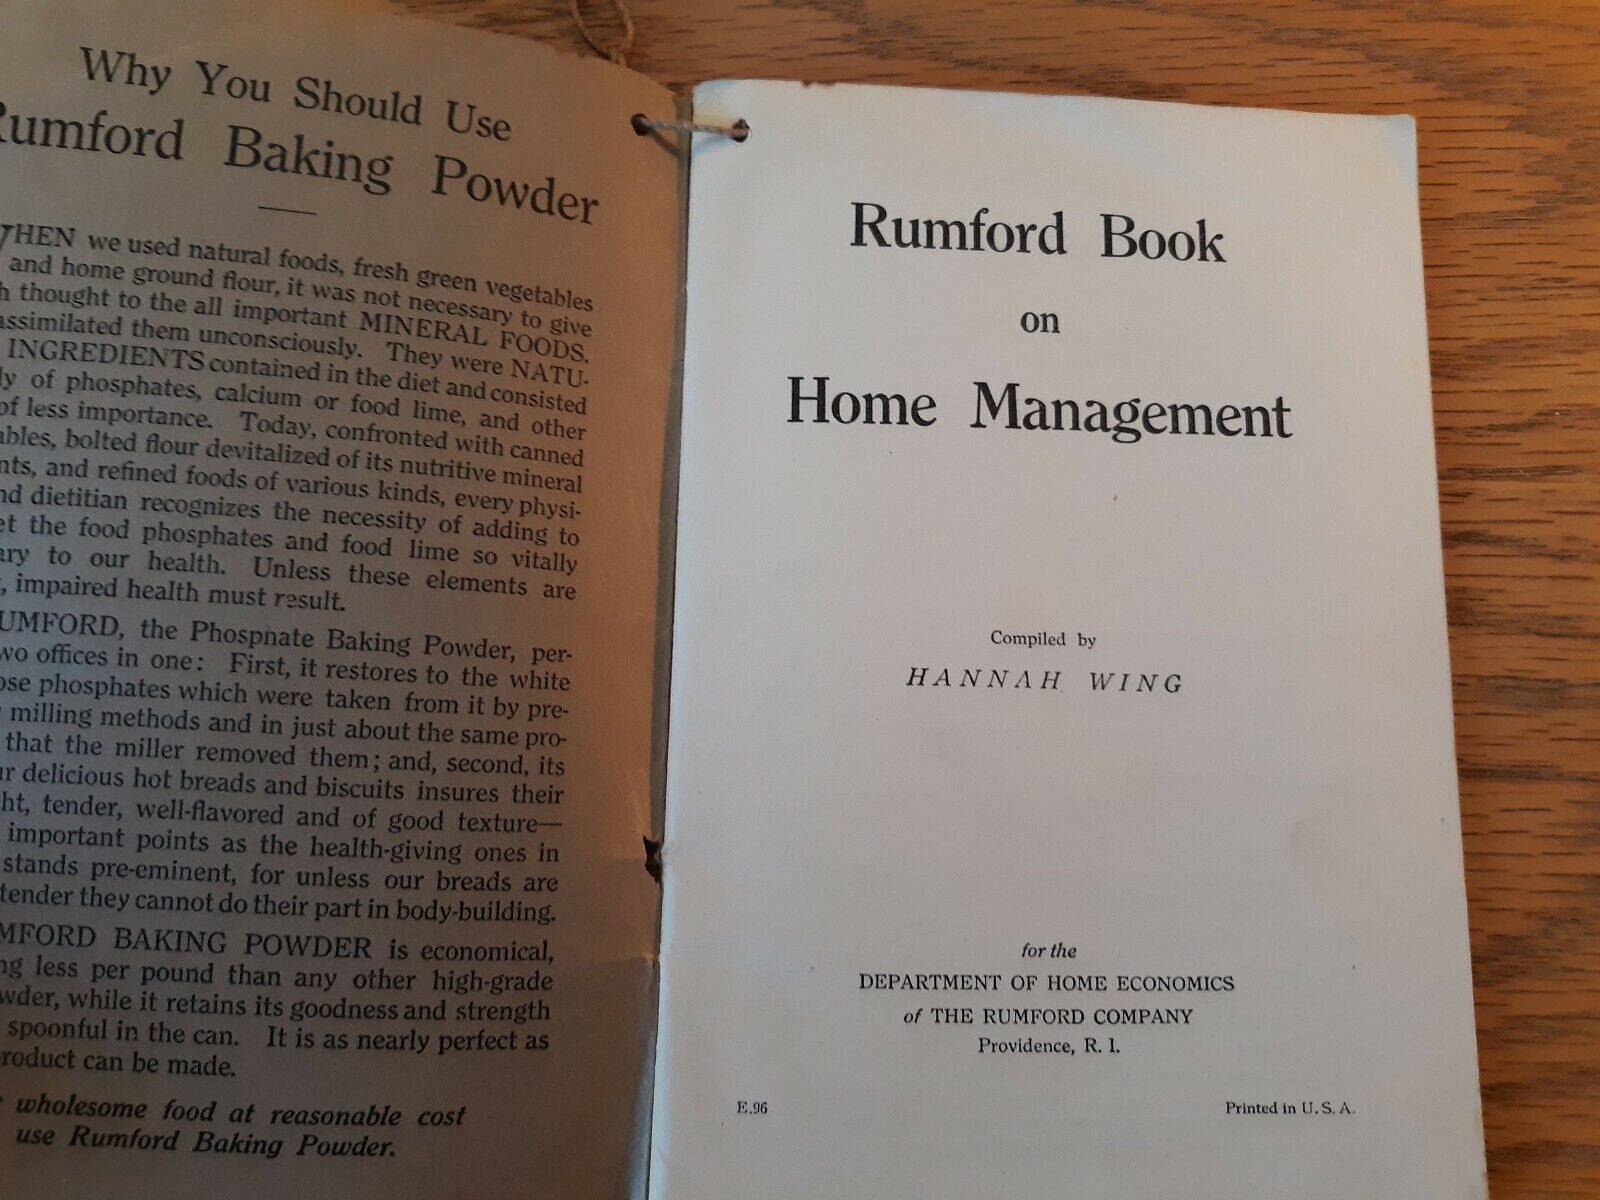 Why You Should Use
Rumford Baking Powder
WHEN we used natural foods, fresh green vegetables
and home ground flour, it was not necessary to give
thought to the all important MINERAL FOODS.
assimilated them unconsciously. They were NATU-
INGREDIENTS contained in the diet and consisted
of phosphates, calcium or food lime, and other
of less importance. Today, confronted with canned
bolted flour devitalized of its nutritive mineral
and refined foods of various kinds, every physi-
dietitian recognizes the necessity of adding to
the food phosphates and food lime so vitally
to our health. Unless these elements are
impaired health must result.
UMFORD, the Phosphate Baking Powder, per-
wo offices in one: First, it restores to the white
ose phosphates which were taken from it by pre-
milling methods and in just about the same pro-
that the miller removed them; and, second, its
delicious hot breads and biscuits insures their
ht, tender, well-flavored and of good texture—
important points as the health-giving ones in
stands pre-eminent, for unless our breads are
tender they cannot do their part in body-building.
MFORD BAKING POWDER is economical,
ng less per pound than any other high-grade
wder, while it retains its goodness and strength
spoonful in the can. It is as nearly perfect as
roduct can be made.
wholesome food at reasonable cost
use Rumford Baking Powder.
Rumford Book
on
Home Management
Compiled by
HANNAH WING
for the
DEPARTMENT OF HOME ECONOMICS
of THE RUMFORD COMPANY
Providence, R. I.
E.96
Printed in U. S. A.